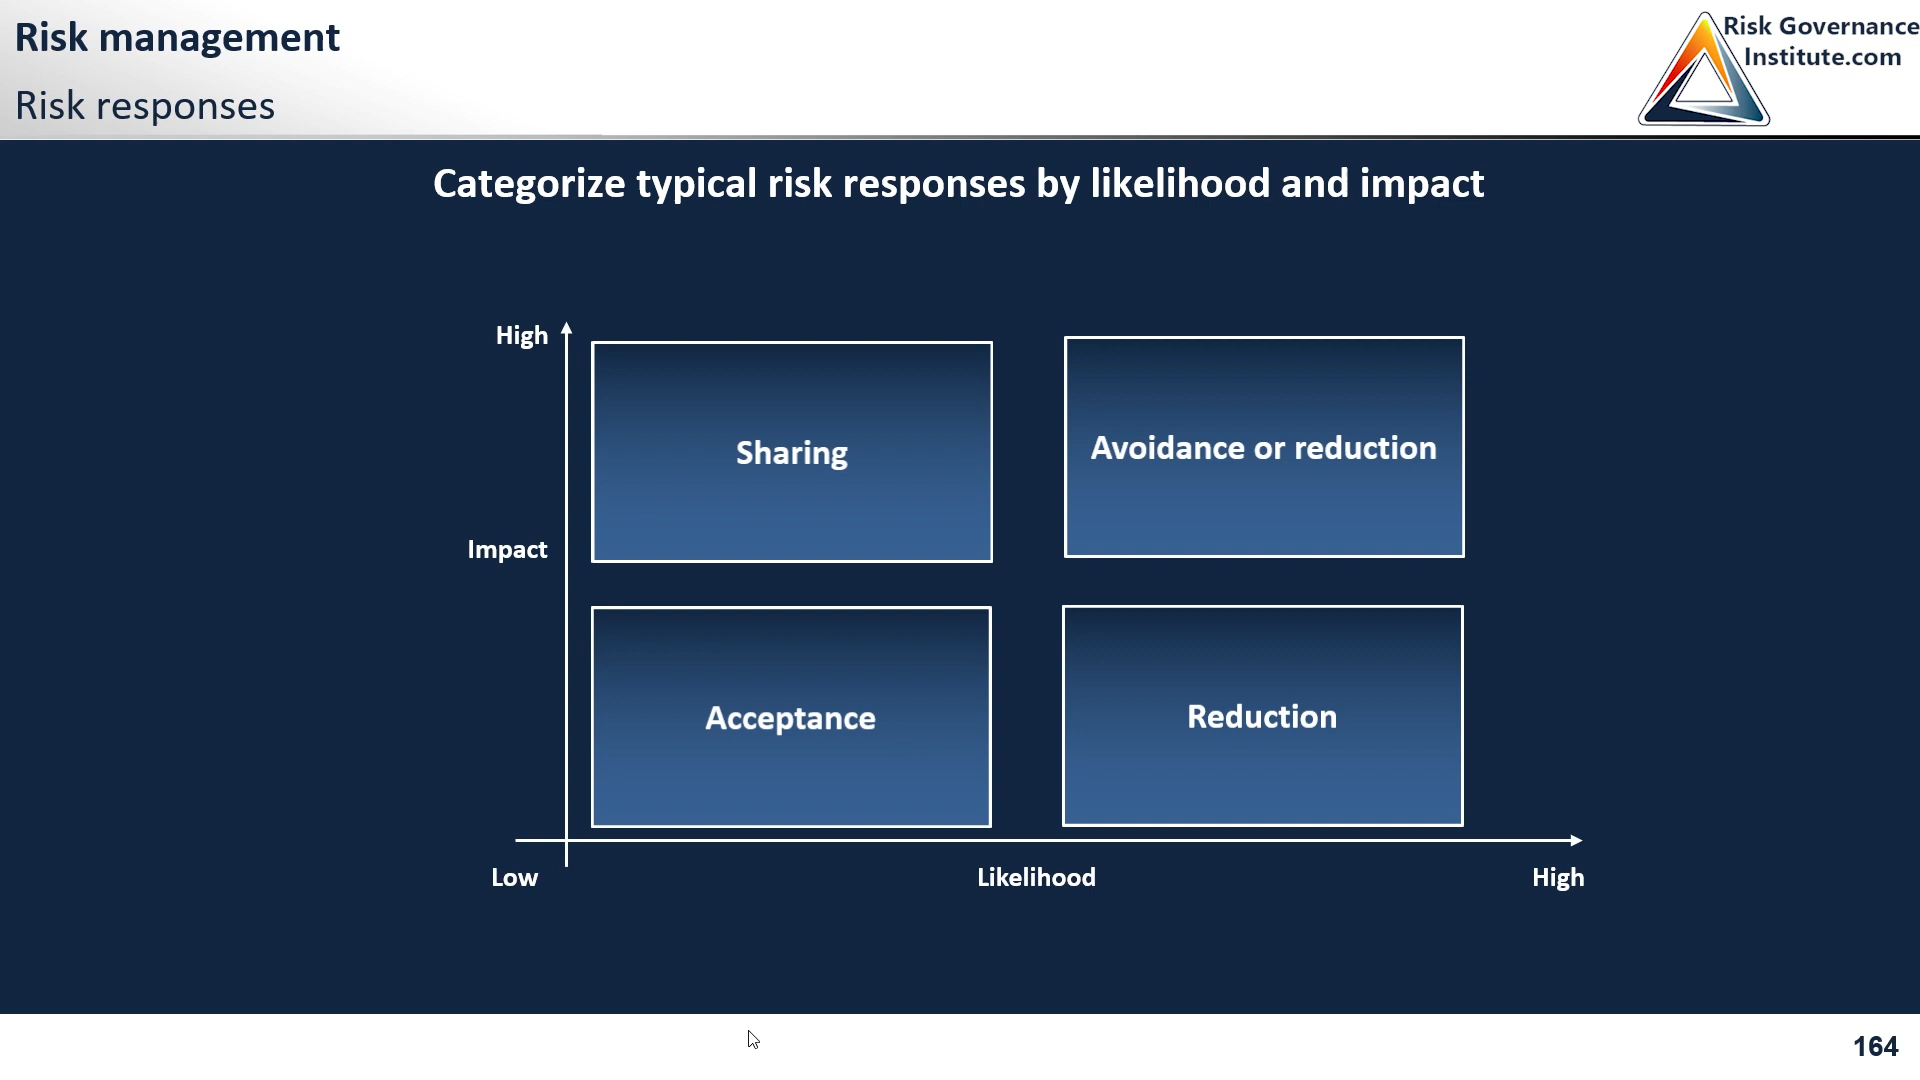 Risk management
Risk Governance
Institute.com
Risk responses
Categorize typical risk responses by likelihood and impact
High
Sharing
Avoidance or reduction
Impact
Acceptance
Reduction
Low
Likelihood
High
164